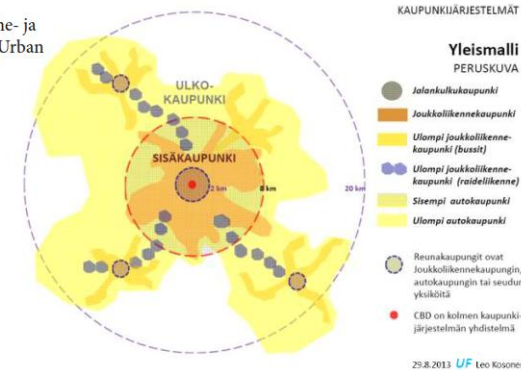 ne- ja
Urban
KAUPUNKIJÄRJESTELMÄT
Yleismalli
PERUSKUVA
ULKO-
KAUPUNKI
SISÄKAUPUNKI
2 km
8 km
20 km
Jalankulkukaupunki
Joukkoliikennekaupunki
Ulompi joukkoliikenne-
kaupunki (bussit)
Ulompi joukkoliikenne-
kaupunki (raideliikenne)
Sisempi autokaupunki
Ulompi autokaupunki
Reunakaupungit ovat
Joukkoliikennekaupungin,
autokaupungin tai seudun
yksiköitä
CBD on kolmen kaupunki-
järjestelmän yhdistelmä
29.8.2013 UF Leo Kosonen